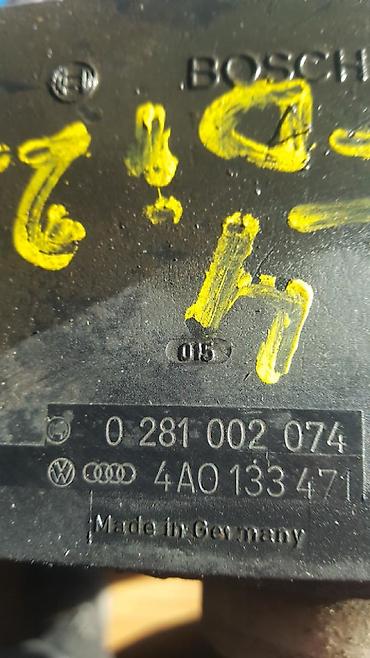 BOSCH
015
0 281 002 074
4A0 133 471
Made in Germany